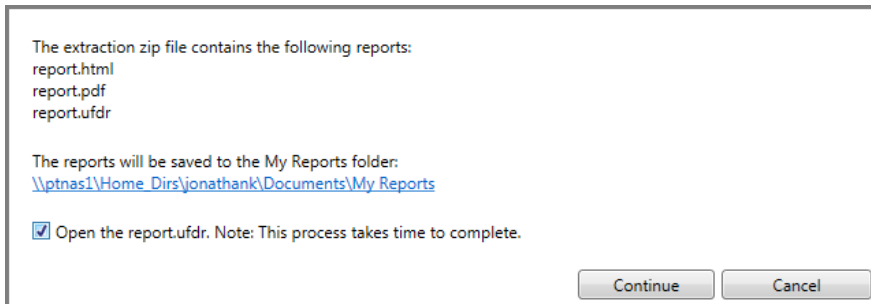 The extraction zip file contains the following reports:
report.html
report.pdf
report.ufdr
The reports will be saved to the My Reports folder:
\\ptnas1\Home_Dirs\jonathank\Documents\My Reports
Open the report.ufdr. Note: This process takes time to complete.
Continue
Cancel